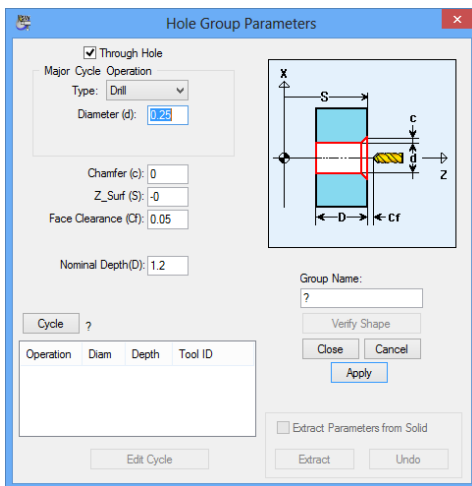 Hole Group Parameters
Through Hole
Major Cycle Operation
Type: Drill
Diameter (d): 0.25
Chamfer (c): 0
Z_Surf (S): -0
Face Clearance (Cf): 0.05
Nominal Depth(D): 1.2
X
S
c
d
Z
D
Cf
Group Name:
?
Cycle ?
Verify Shape
Operation Diam Depth Tool ID
Close Cancel
Apply
Extract Parameters from Solid
Edit Cycle
Extract Undo